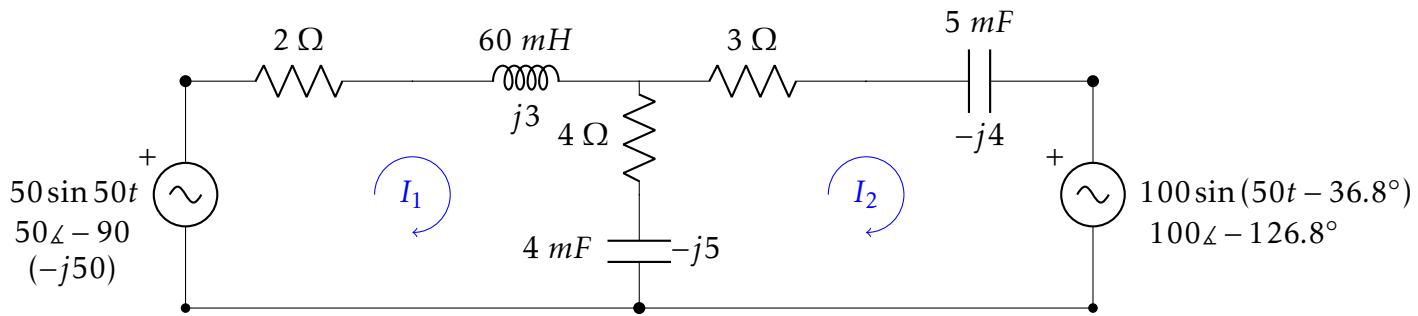 2 Ω
60 mH
j3
3 Ω
5 mF
−j4
4 Ω
+
50 sin 50t
50∡ − 90
(−j50)
I₁
4 mF
−j5
I₂
+
100 sin (50t − 36.8°)
100∡ − 126.8°